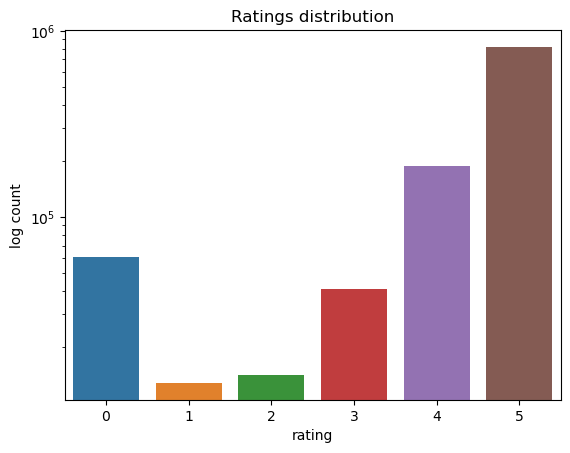 Ratings distribution
10⁶
10⁵
log count
0 1 2 3 4 5
rating